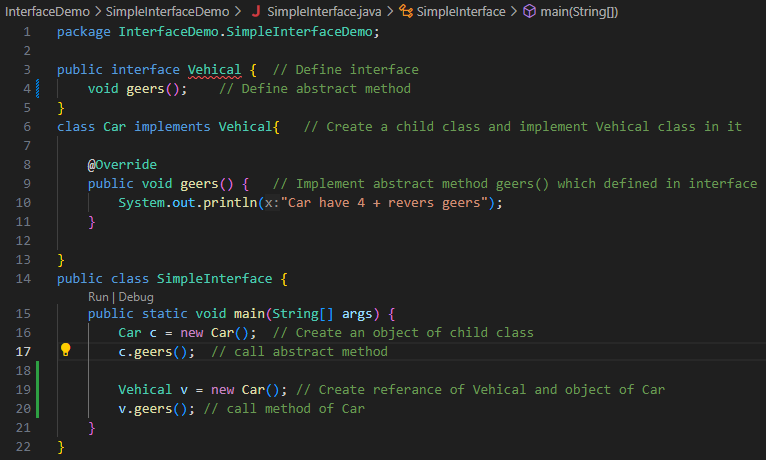 InterfaceDemo > SimpleInterfaceDemo > J SimpleInterface.java > SimpleInterface > main(String[])
1 package InterfaceDemo.SimpleInterfaceDemo;
2
3 public interface Vehical { // Define interface
4 void geers(); // Define abstract method
5 }
6 class Car implements Vehical{ // Create a child class and implement Vehical class in it
7
8 @Override
9 public void geers() { // Implement abstract method geers() which defined in interface
10 System.out.println(x:"Car have 4 + revers geers");
11 }
12
13 }
14 public class SimpleInterface {
Run | Debug
15 public static void main(String[] args) {
16 Car c = new Car(); // Create an object of child class
17 c.geers(); // call abstract method
18
19 Vehical v = new Car(); // Create referance of Vehical and object of Car
20 v.geers(); // call method of Car
21 }
22 }